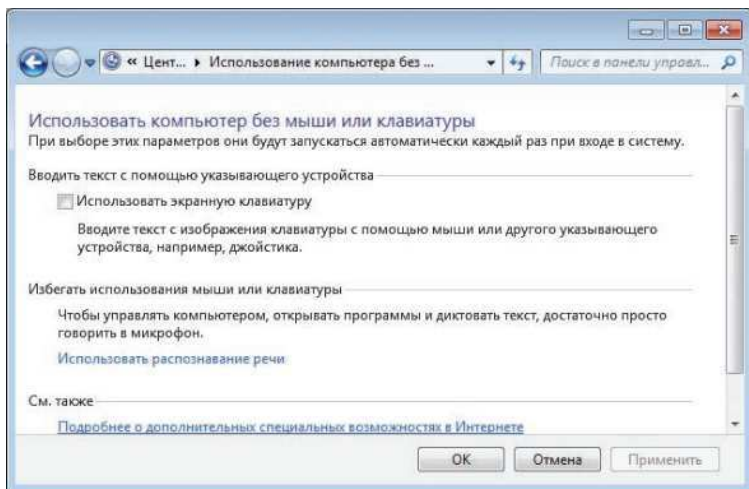 « Цент... ▸ Использование компьютера без ...
Поиск в панели управл...
Использовать компьютер без мыши или клавиатуры
При выборе этих параметров они будут запускаться автоматически каждый раз при входе в систему.
Вводить текст с помощью указывающего устройства
Использовать экранную клавиатуру
Вводите текст с изображения клавиатуры с помощью мыши или другого указывающего
устройства, например, джойстика.
Избегать использования мыши или клавиатуры
Чтобы управлять компьютером, открывать программы и диктовать текст, достаточно просто
говорить в микрофон.
Использовать распознавание речи
См. также
Подробнее о дополнительных специальных возможностях в Интернете
ОК
Отмена
Применить